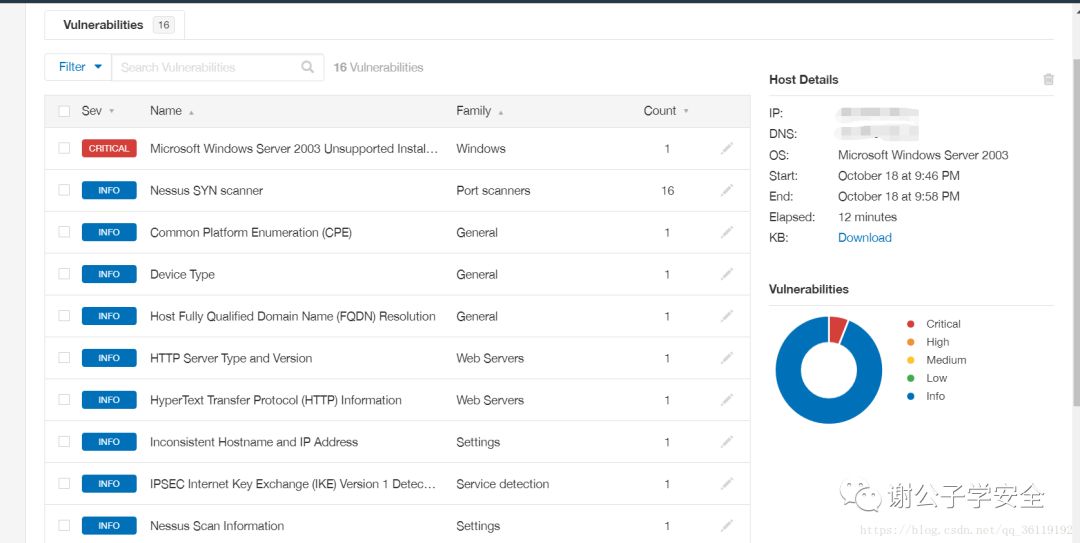 Vulnerabilities 16
Filter Search Vulnerabilities 16 Vulnerabilities
Sev Name Family Count
CRITICAL Microsoft Windows Server 2003 Unsupported Instal... Windows 1
INFO Nessus SYN scanner Port scanners 16
INFO Common Platform Enumeration (CPE) General 1
INFO Device Type General 1
INFO Host Fully Qualified Domain Name (FQDN) Resolution General 1
INFO HTTP Server Type and Version Web Servers 1
INFO HyperText Transfer Protocol (HTTP) Information Web Servers 1
INFO Inconsistent Hostname and IP Address Settings 1
INFO IPSEC Internet Key Exchange (IKE) Version 1 Detec... Service detection 1
INFO Nessus Scan Information Settings 1
Host Details
IP:
DNS:
OS: Microsoft Windows Server 2003
Start: October 18 at 9:46 PM
End: October 18 at 9:58 PM
Elapsed: 12 minutes
KB: Download
Vulnerabilities
Critical
High
Medium
Low
Info
谢公子学安全
https://blog.csdn.net/qq_36119192